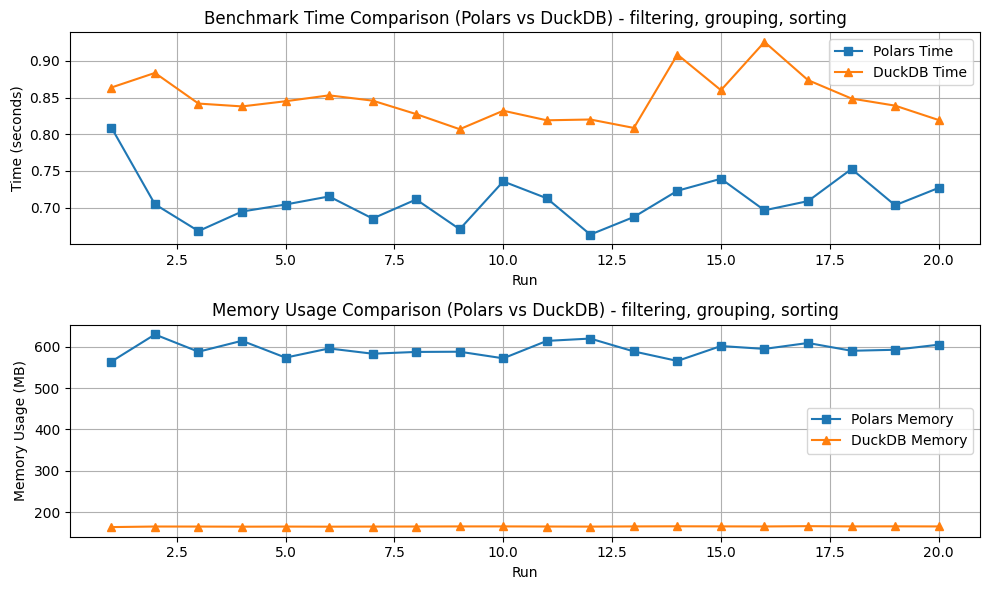 Benchmark Time Comparison (Polars vs DuckDB) - filtering, grouping, sorting
Polars Time
DuckDB Time
Time (seconds)
0.90
0.85
0.80
0.75
0.70
2.5 5.0 7.5 10.0 12.5 15.0 17.5 20.0
Run
Memory Usage Comparison (Polars vs DuckDB) - filtering, grouping, sorting
Polars Memory
DuckDB Memory
Memory Usage (MB)
600
500
400
300
200
2.5 5.0 7.5 10.0 12.5 15.0 17.5 20.0
Run